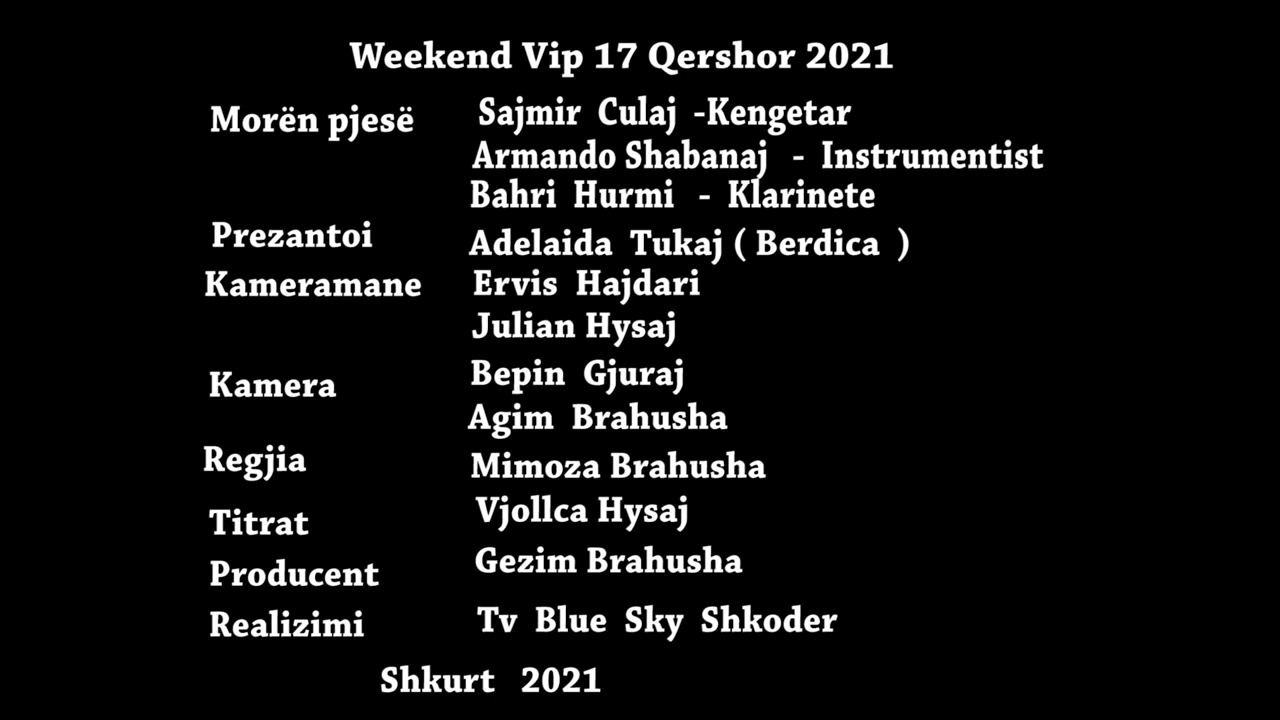 Weekend Vip 17 Qershor 2021
Morën pjesë Sajmir Culaj -Kengetar
Armando Shabanaj - Instrumentist
Bahri Hurmi - Klarinete
Prezantoi Adelaida Tukaj ( Berdica )
Kameramane Ervis Hajdari
Julian Hysaj
Kamera Bepin Gjuraj
Agim Brahusha
Regjia Mimoza Brahusha
Titrat Vjollca Hysaj
Producent Gezim Brahusha
Realizimi Tv Blue Sky Shkoder
Shkurt 2021